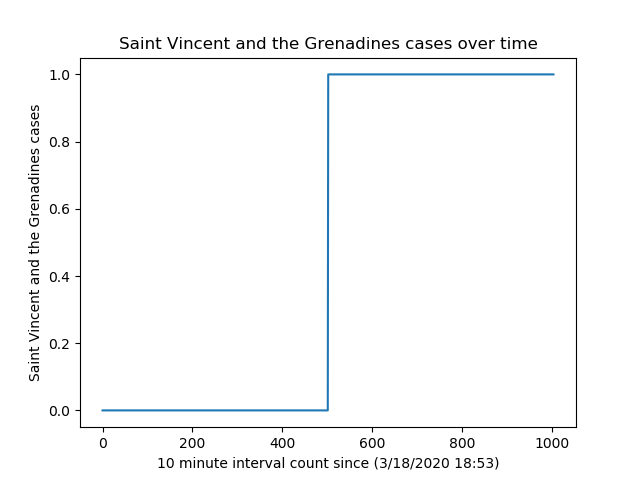 Saint Vincent and the Grenadines cases over time
Saint Vincent and the Grenadines cases
1.0
0.8
0.6
0.4
0.2
0.0
0 200 400 600 800 1000
10 minute interval count since (3/18/2020 18:53)